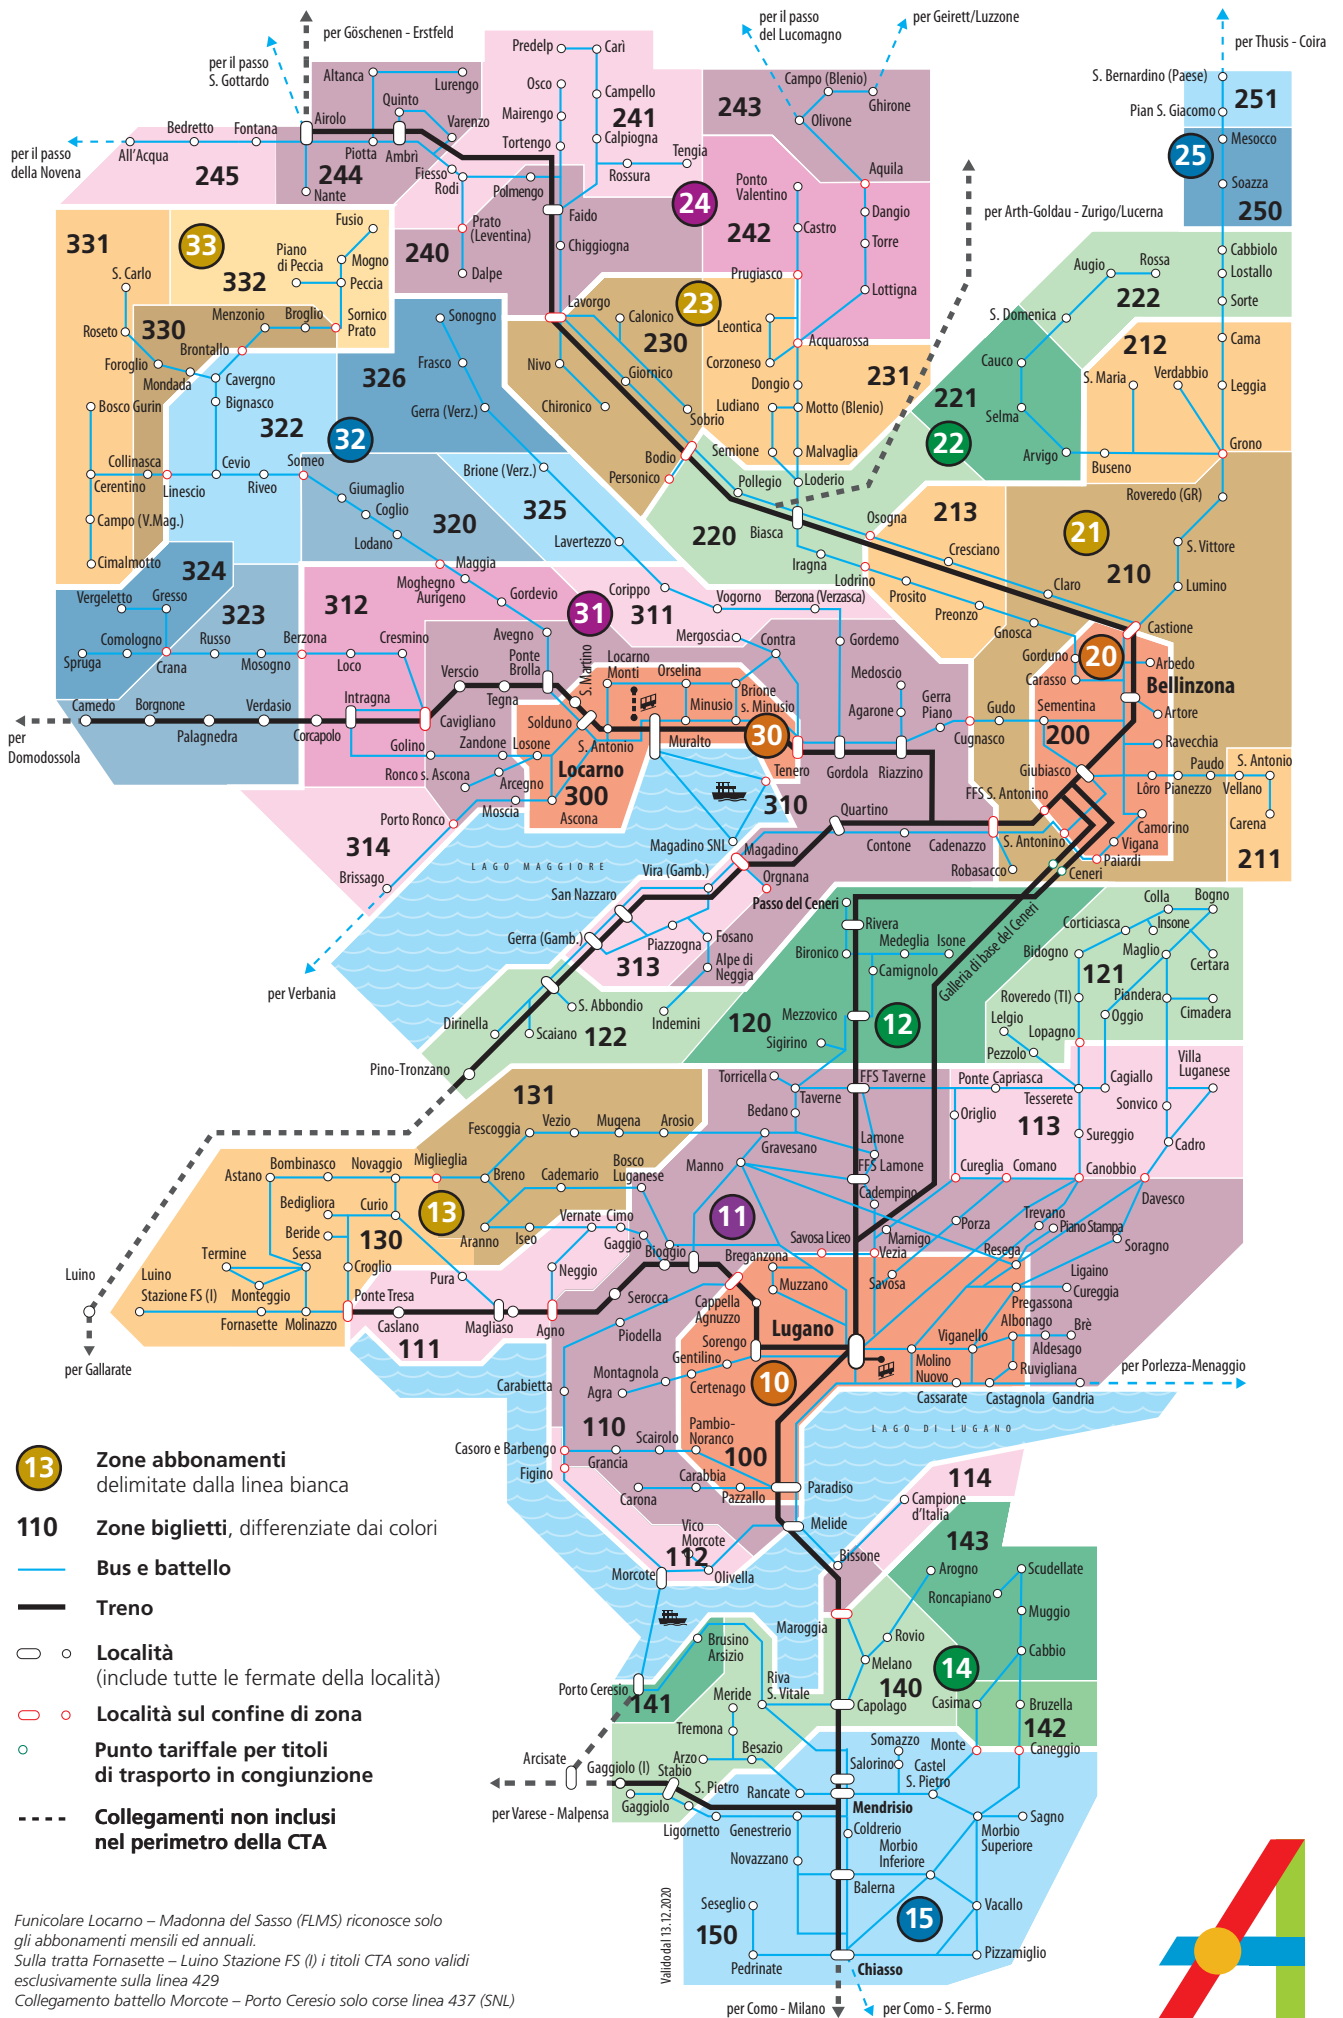 per Göschenen - Erstfeld
per il passo
S. Gottardo
per il passo
della Novena
All'Acqua
Bedretto
Fontana
Airolo
Altanca
Lurengo
Quinto
Varenzo
Piotta
Ambrì
Nante
245
244
Fiesso
Rodi
Prato
(Leventina)
Dalpe
240
Polmengo
Predelp
Carì
Osco
Campello
Mairengo
241
Tortengo
Calpiogna
Tengia
Rossura
24
Faido
Chiggiogna
Lavorgo
per il passo
del Lucomagno
per Geirett/Luzzone
Campo (Blenio)
Ghirone
243
Olivone
Aquila
Ponto
Valentino
Castro
242
Dangio
Torre
Prugiasco
Lottigna
Acquarossa
per Arth-Goldau - Zurigo/Lucerna
per Thusis - Coira
S. Bernardino (Paese)
251
Pian S. Giacomo
25
Mesocco
Soazza
250
Cabbiolo
Lostallo
Sorte
Cama
Leggia
Grono
Rossa
Augio
222
S. Domenica
Cauco
221
Selma
22
Arvigo
212
S. Maria
Verdabbio
Buseno
Roveredo (GR)
S. Vittore
21
210
Lumino
331
33
Fusio
Piano
di Peccia
Mogno
332
Peccia
S. Carlo
Menzonio
Broglio
Sornico
Prato
330
Roseto
Brontallo
Foroglio
Mondada
Cavergno
Bignasco
Bosco Gurin
322
32
Collinasca
Cerentino
Linescio
Cevio
Riveo
Someo
Campo (V.Mag.)
Cimalmotto
326
Sonogno
Frasco
Gerra (Verz.)
Brione (Verz.)
325
Lavertezzo
Giumaglio
Coglio
Lodano
320
Maggia
23
Calonico
230
Nivo
Giornico
Chironico
Sobrio
Bodio
Personico
Leontica
Corzoneso
Dongio
231
Ludiano
Motto (Blenio)
Semione
Malvaglia
Loderio
Pollegio
220
Biasca
Iragna
Osogna
213
Cresciano
Lodrino
Prosito
Claro
Preonzo
Gnosca
Castione
Gorduno
20
Arbedo
Carasso
Bellinzona
Artore
Sementina
200
Ravecchia
Giubiasco
Paudo
S. Antonio
Lôro
Pianezzo
Vellano
Carena
211
FFS S. Antonino
Camorino
S. Antonino
Vigana
Paiardi
Ceneri
Robasacco
Cadenazzo
Contone
Gudo
Cugnasco
324
Vergeletto
Gresso
323
Comologno
Russo
Berzona
Spruga
Crana
Mosogno
312
Cresmino
Loco
Moghegno
Aurigeno
Gordevio
31
Avegno
Ponte
Brolla
Verscio
Tegna
Intragna
Cavigliano
Camedo
Borgnone
Verdasio
Palagnedra
Corcapolo
per
Domodossola
Golino
Zandone
Losone
Ronco s. Ascona
Arcegno
Moscia
Porto Ronco
314
Brissago
per Verbania
Corippo
311
Vogorno
Berzona (Verzasca)
Mergoscia
Contra
Gordemo
S. Martino
Locarno
Monti
Orselina
Minusio
Brione
s. Minusio
Solduno
S. Antonio
Muralto
30
Tenero
Gordola
Riazzino
Locarno
300
Ascona
Medoscio
Agarone
Gerra
Piano
310
Quartino
Magadino SNL
Magadino
Orgnana
LAGO MAGGIORE
Vira (Gamb.)
San Nazzaro
Gerra (Gamb.)
Piazzogna
Fosano
Alpe di
Neggia
313
Indemini
S. Abbondio
Scaiano
Dirinella
122
Pino-Tronzano
Passo del Ceneri
Rivera
Bironico
Medeglia
Isone
Camignolo
12
Mezzovico
120
Sigirino
Galleria di base del Ceneri
Colla
Bogno
Corticiasca
Insone
Bidogno
Maglio
121
Certara
Roveredo (TI)
Piandera
Cimadera
Lelgio
Oggio
Lopagno
Pezzolo
Villa
Luganese
Ponte Capriasca
Cagiallo
Tesserete
Sonvico
Origlio
113
Sureggio
Cadro
Cureglia
Comano
Canobbio
Davesco
Torricella
FFS Taverne
Taverne
Bedano
Gravesano
Lamone
FFS Lamone
Manno
Cadempino
11
131
Fescoggia
Vezio
Mugena
Arosio
Bombinasco
Novaggio
Miglieglia
Astano
Breno
Cademario
Bosco
Luganese
Bedigliora
Curio
13
Beride
130
Aranno
Iseo
Vernate
Cimo
Gaggio
Bioggio
Termine
Sessa
Croglio
Pura
Neggio
Luino
Luino
Stazione FS (I)
Monteggio
Fornasette
Molinazzo
Ponte Tresa
Caslano
Magliaso
Agno
111
per Gallarate
Serocca
Piodella
Savosa Liceo
Porza
Trevano
Piano Stampa
Soragno
Breganzona
Marnigo
Vezia
Resega
Muzzano
Savosa
Ligaino
Cureggia
Cappella
Agnuzzo
Lugano
Pregassona
Albonago
Brè
Sorengo
Viganello
Aldesago
Gentilino
Molino
Nuovo
Ruvigliana
per Porlezza-Menaggio
Montagnola
10
Agra
Certenago
Cassarate
Castagnola
Gandria
Carabietta
110
Pambio-
Noranco
LAGO DI LUGANO
Casoro e Barbengo
Scairolo
100
Figino
Grancia
Carabbia
Paradiso
Carona
Pazzallo
114
Campione
d'Italia
Vico
Morcote
Melide
112
Bissone
Morcote
Olivella
143
Arogno
Scudellate
Roncapiano
Muggio
Maroggia
Rovio
Cabbio
14
Melano
Brusino
Arsizio
Riva
S. Vitale
140
Porto Ceresio
141
Meride
Capolago
Casima
Bruzella
142
Tremona
Somazzo
Monte
Caneggio
Arcisate
Gaggiolo (I)
Arzo
Besazio
Stabio
Salorino
Castel
S. Pietro
S. Pietro
Rancate
per Varese - Malpensa
Gaggiolo
Mendrisio
Sagno
Ligornetto
Genestrerio
Coldrerio
Morbio
Superiore
Morbio
Inferiore
Novazzano
Balerna
Seseglio
15
Vacallo
150
Pedrinate
Chiasso
Pizzamiglio
per Como - Milano
per Como - S. Fermo
Valido dal 13.12.2020
13
Zone abbonamenti
delimitate dalla linea bianca
110
Zone biglietti, differenziate dai colori
Bus e battello
Treno
Località
(include tutte le fermate della località)
Località sul confine di zona
Punto tariffale per titoli
di trasporto in congiunzione
Collegamenti non inclusi
nel perimetro della CTA
Funicolare Locarno – Madonna del Sasso (FLMS) riconosce solo
gli abbonamenti mensili ed annuali.
Sulla tratta Fornasette – Luino Stazione FS (I) i titoli CTA sono validi
esclusivamente sulla linea 429
Collegamento battello Morcote – Porto Ceresio solo corse linea 437 (SNL)